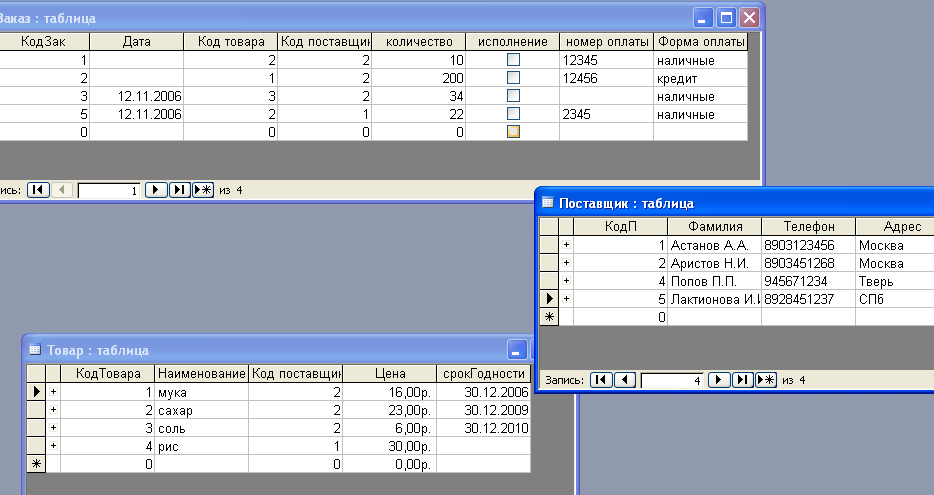 Заказ : таблица
КодЗак Дата Код товара Код поставщик количество исполнение номер оплаты Форма оплаты
1 2 2 10 12345 наличные
2 1 2 200 12456 кредит
3 12.11.2006 3 2 34 наличные
5 12.11.2006 2 1 22 2345 наличные
0 0 0 0
ись: 1 из 4
Поставщик : таблица
КодП Фамилия Телефон Адрес
1 Астанов А.А. 8903123456 Москва
2 Аристов Н.И. 8903451268 Москва
4 Попов П.П. 945671234 Тверь
5 Лактионова И.И 8928451237 СПб
0
Запись: 4 из 4
Товар : таблица
КодТовара Наименование Код поставщик Цена срокГодности
1 мука 2 16,00р. 30.12.2006
2 сахар 2 23,00р. 30.12.2009
3 соль 2 6,00р. 30.12.2010
4 рис 1 30,00р.
0 0 0,00р.